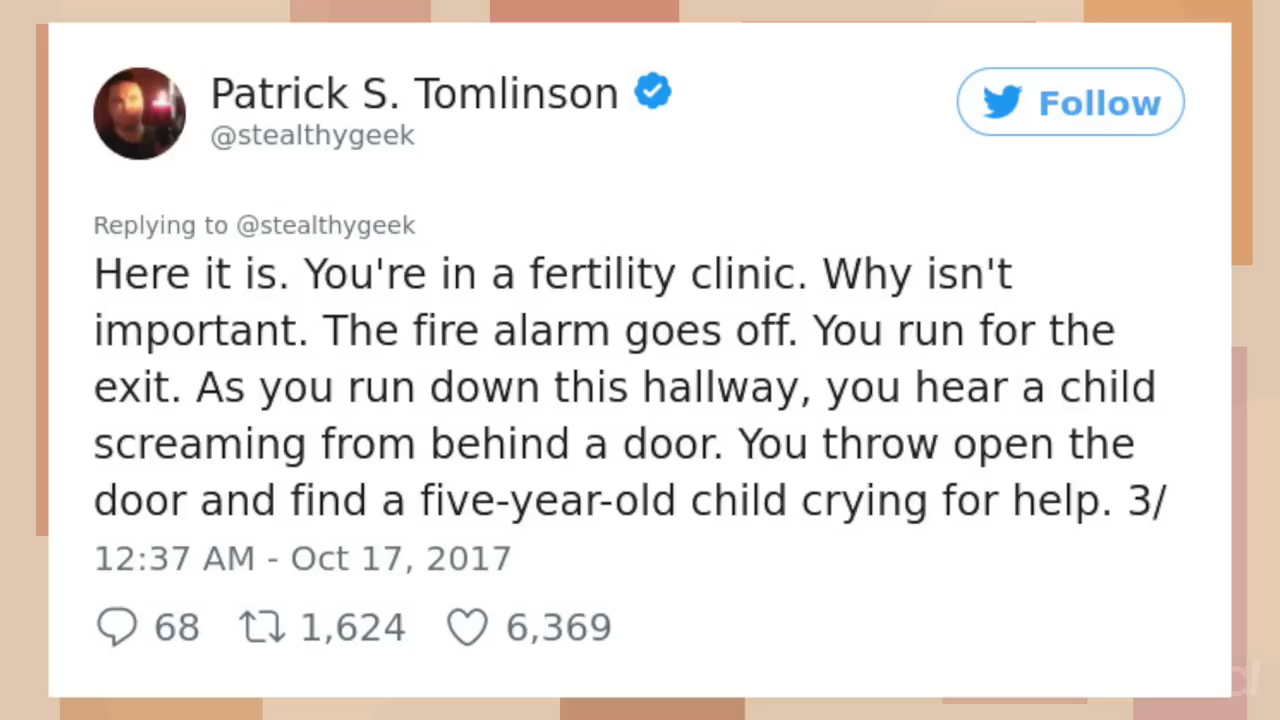 Patrick S. Tomlinson
@stealthygeek
Follow
Replying to @stealthygeek
Here it is. You're in a fertility clinic. Why isn't
important. The fire alarm goes off. You run for the
exit. As you run down this hallway, you hear a child
screaming from behind a door. You throw open the
door and find a five-year-old child crying for help. 3/
12:37 AM - Oct 17, 2017
68 1,624 6,369